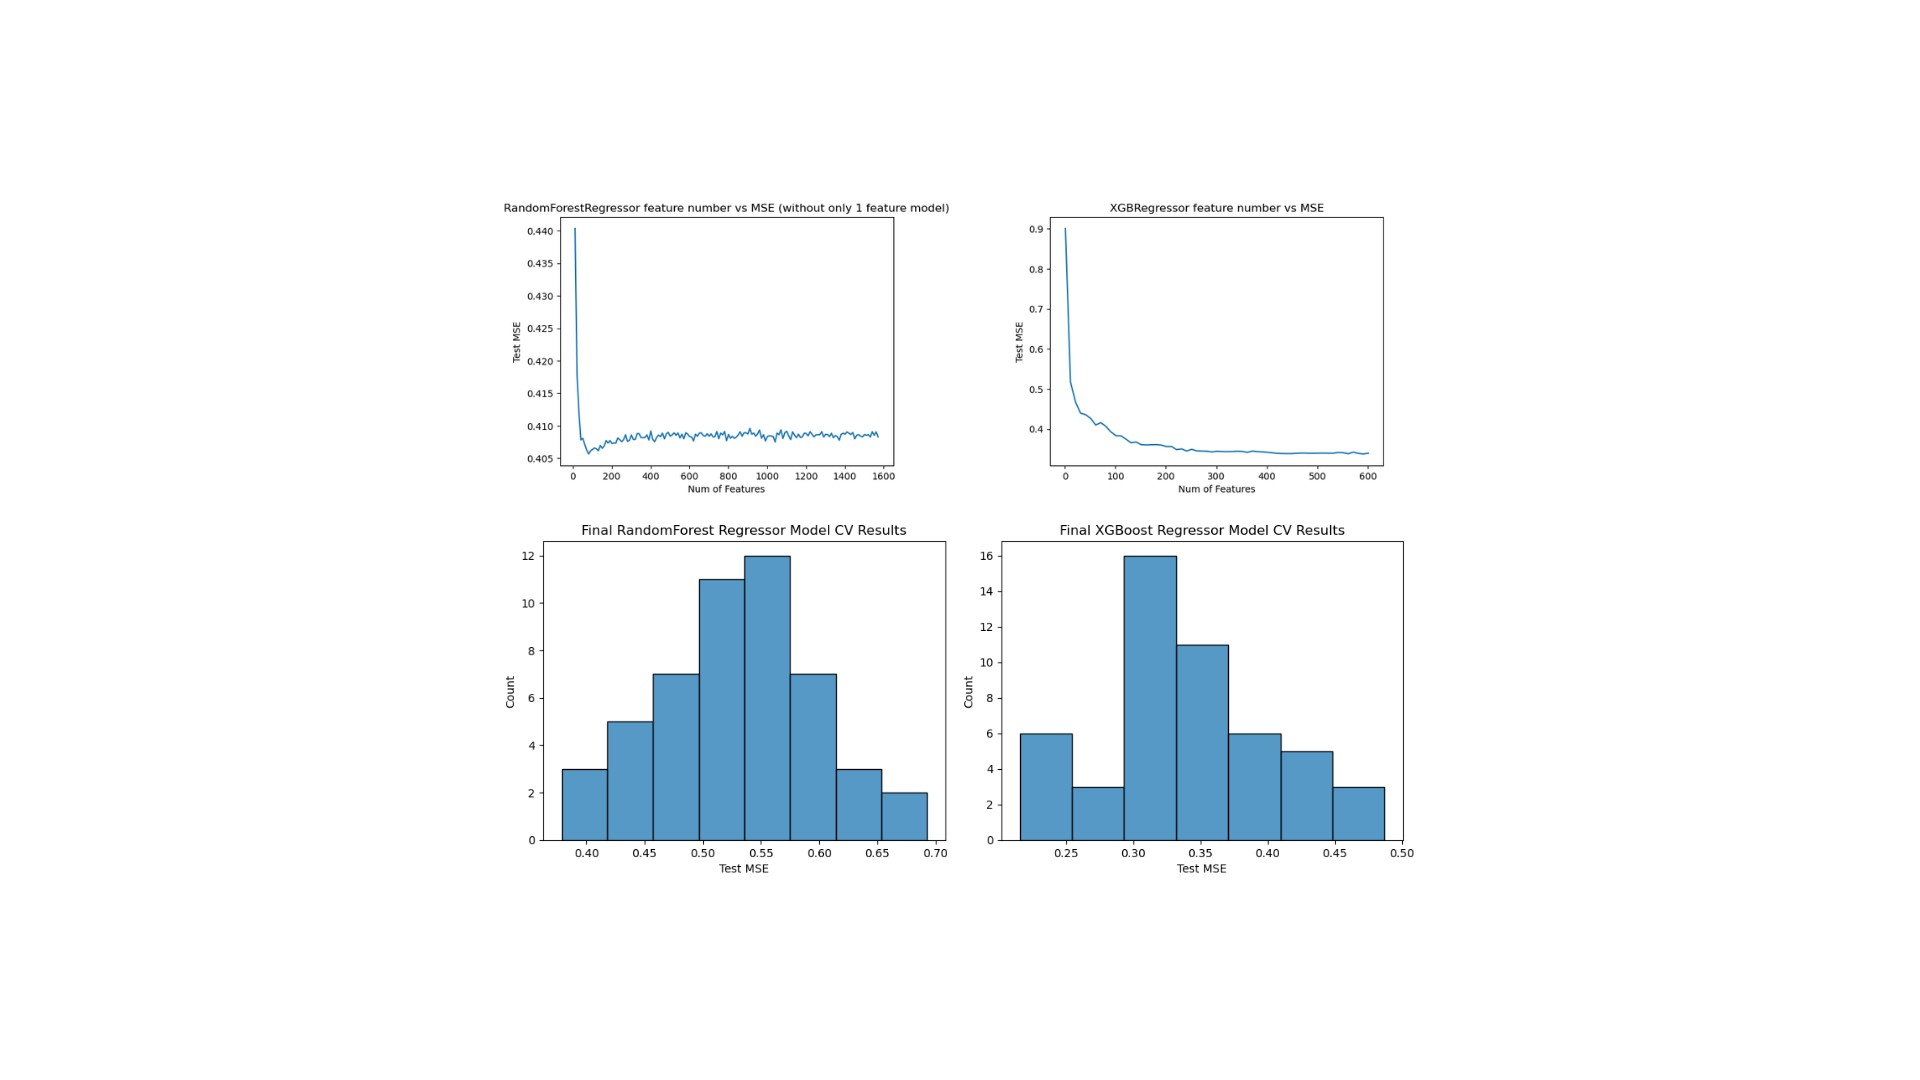 RandomForestRegressor feature number vs MSE (without only 1 feature model)
0.440
0.435
0.430
0.425
0.420
0.415
0.410
0.405
Test MSE
0 200 400 600 800 1000 1200 1400 1600
Num of Features
XGBRegressor feature number vs MSE
0.9
0.8
0.7
0.6
0.5
0.4
Test MSE
0 100 200 300 400 500 600
Num of Features
Final RandomForest Regressor Model CV Results
12
10
8
6
4
2
0
Count
0.40 0.45 0.50 0.55 0.60 0.65 0.70
Test MSE
Final XGBoost Regressor Model CV Results
16
14
12
10
8
6
4
2
0
Count
0.25 0.30 0.35 0.40 0.45 0.50
Test MSE